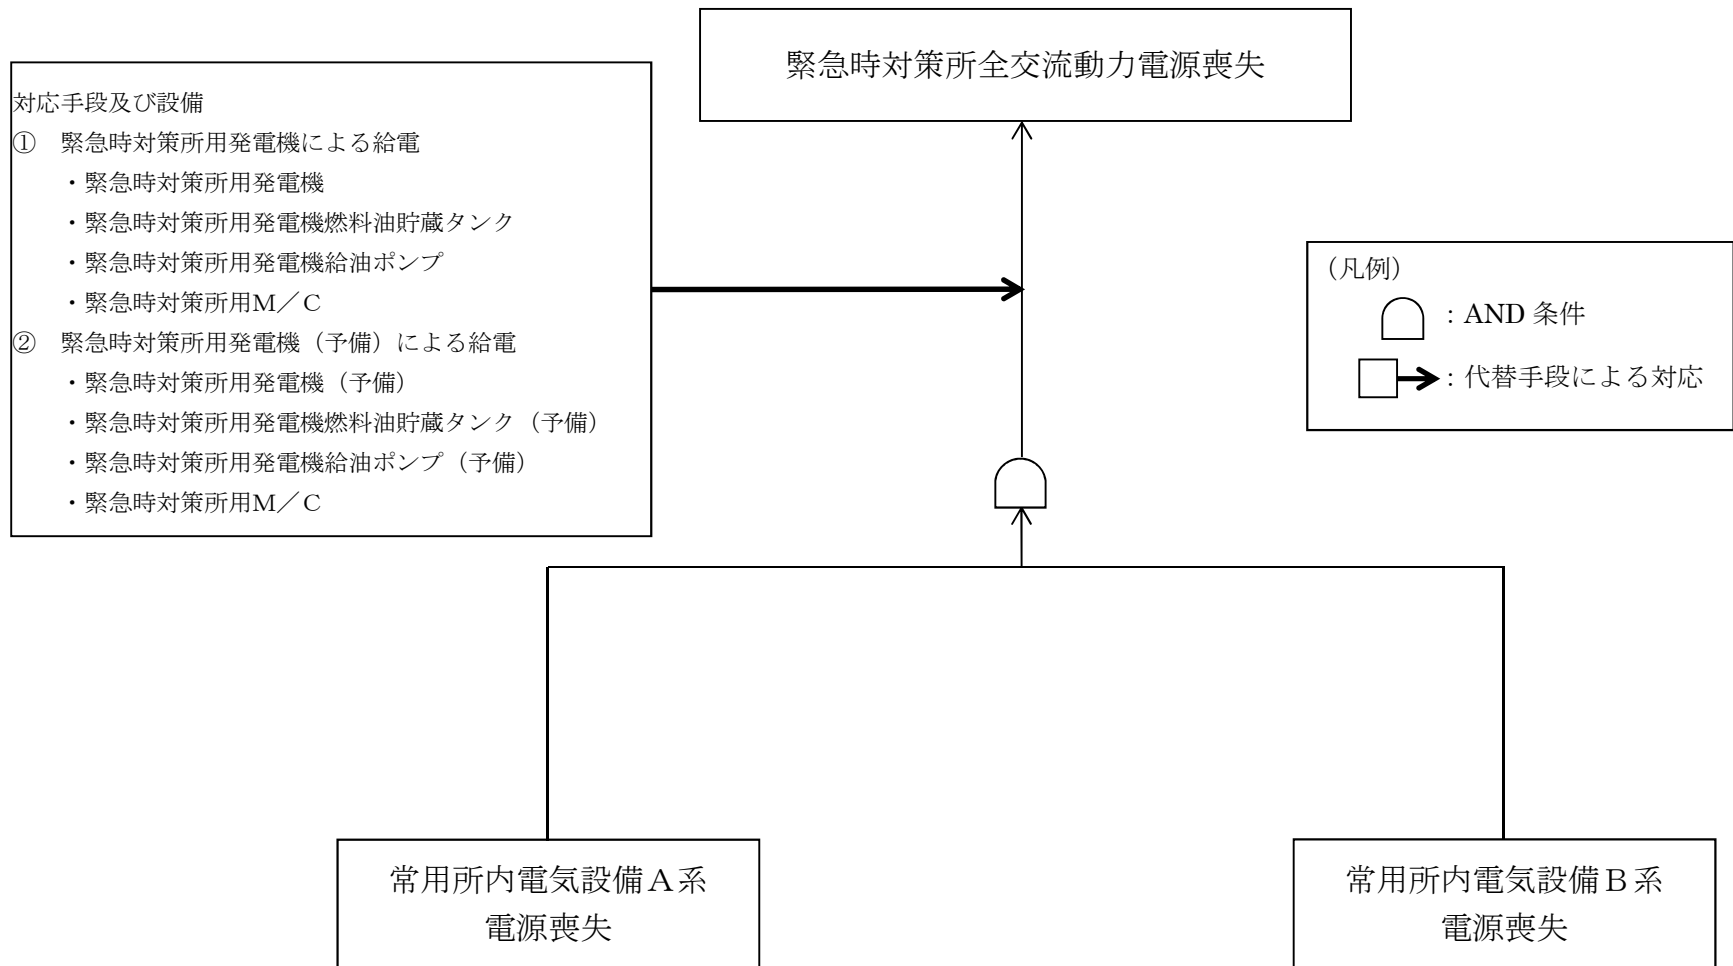 緊急時対策所全交流動力電源喪失
対応手段及び設備
① 緊急時対策所用発電機による給電
・緊急時対策所用発電機
・緊急時対策所用発電機燃料油貯蔵タンク
・緊急時対策所用発電機給油ポンプ
・緊急時対策所用M/C
② 緊急時対策所用発電機（予備）による給電
・緊急時対策所用発電機（予備）
・緊急時対策所用発電機燃料油貯蔵タンク（予備）
・緊急時対策所用発電機給油ポンプ（予備）
・緊急時対策所用M/C
（凡例）
：AND 条件
：代替手段による対応
常用所内電気設備A系
電源喪失
常用所内電気設備B系
電源喪失